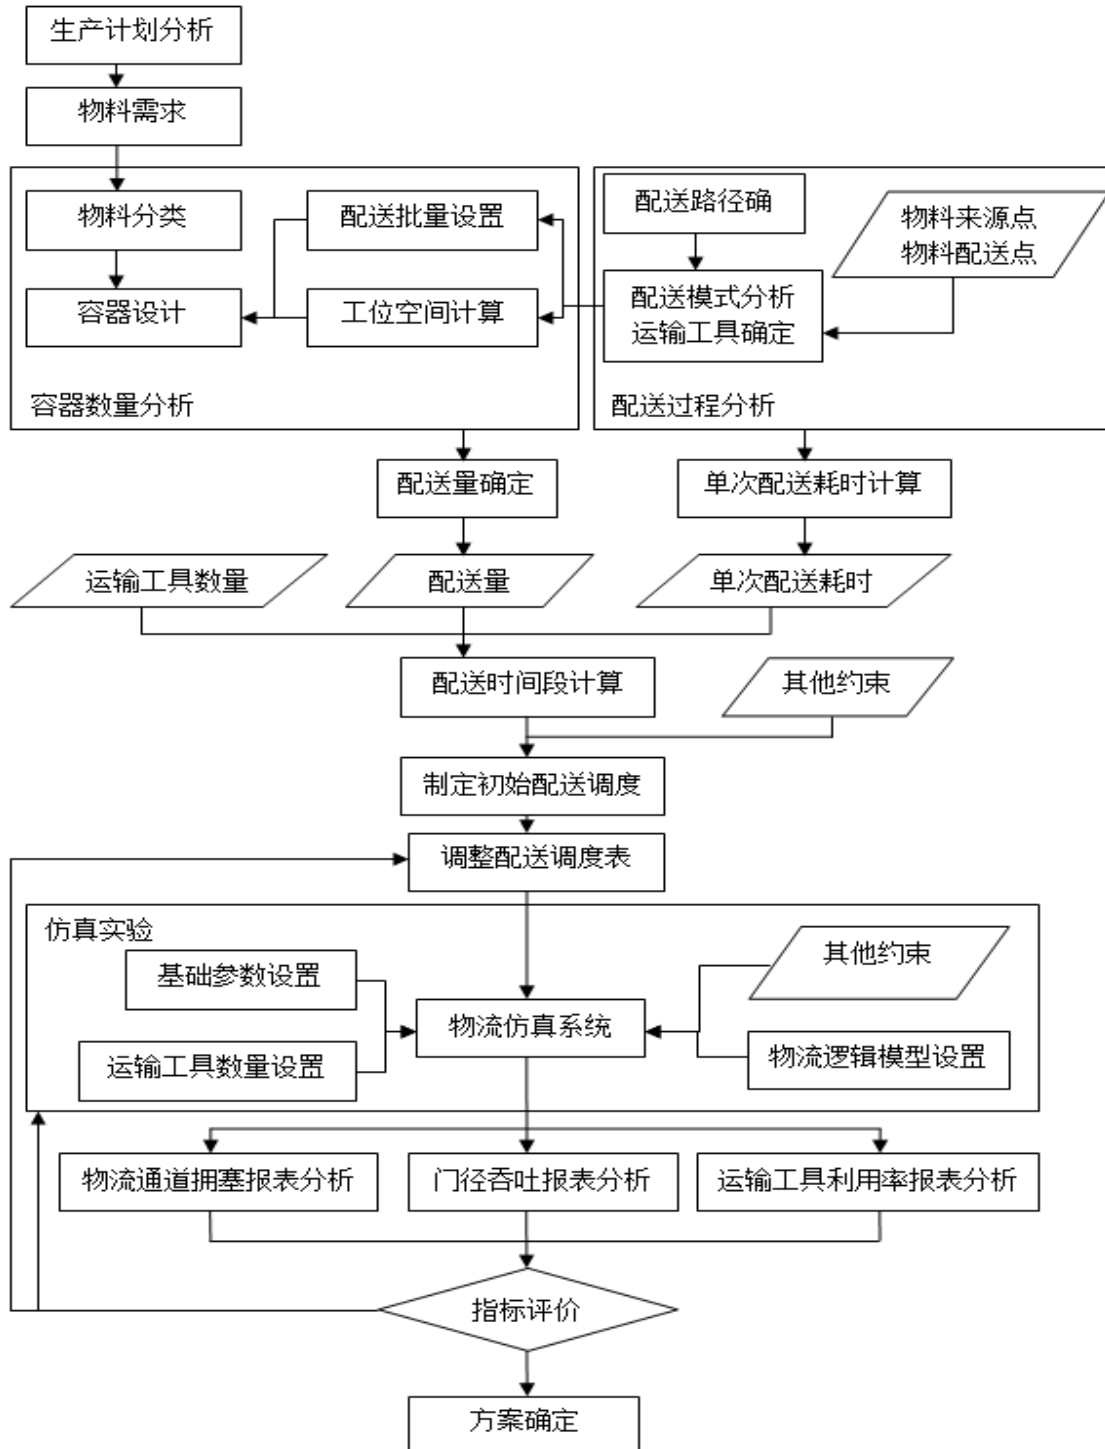 生产计划分析
物料需求
物料分类
配送批量设置
配送路径确
物料来源点
物料配送点
容器设计
工位空间计算
配送模式分析
运输工具确定
容器数量分析
配送过程分析
配送量确定
单次配送耗时计算
运输工具数量
配送量
单次配送耗时
配送时间段计算
其他约束
制定初始配送调度
调整配送调度表
仿真实验
基础参数设置
其他约束
物流仿真系统
运输工具数量设置
物流逻辑模型设置
物流通道拥塞报表分析
门径吞吐报表分析
运输工具利用率报表分析
指标评价
方案确定